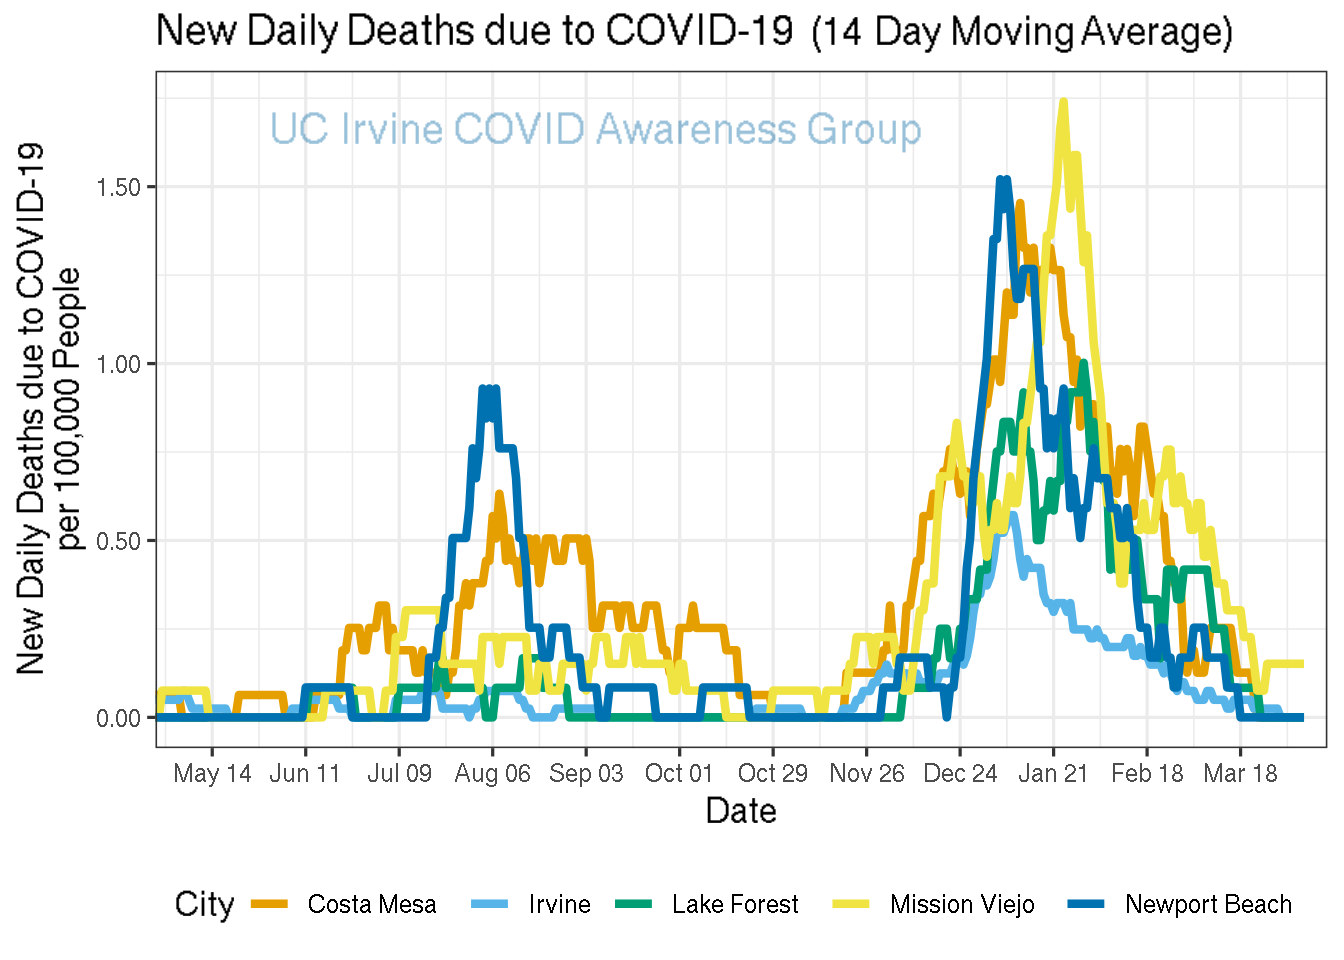 New Daily Deaths due to COVID-19 (14 Day Moving Average)
UC Irvine COVID Awareness Group
New Daily Deaths due to COVID-19
per 100,000 People
1.50
1.00
0.50
0.00
May 14 Jun 11 Jul 09 Aug 06 Sep 03 Oct 01 Oct 29 Nov 26 Dec 24 Jan 21 Feb 18 Mar 18
Date
City Costa Mesa Irvine Lake Forest Mission Viejo Newport Beach